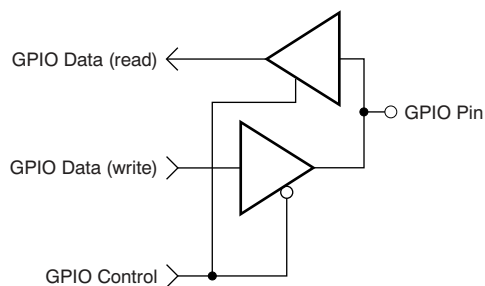 GPIO Data (read)
GPIO Pin
GPIO Data (write)
GPIO Control